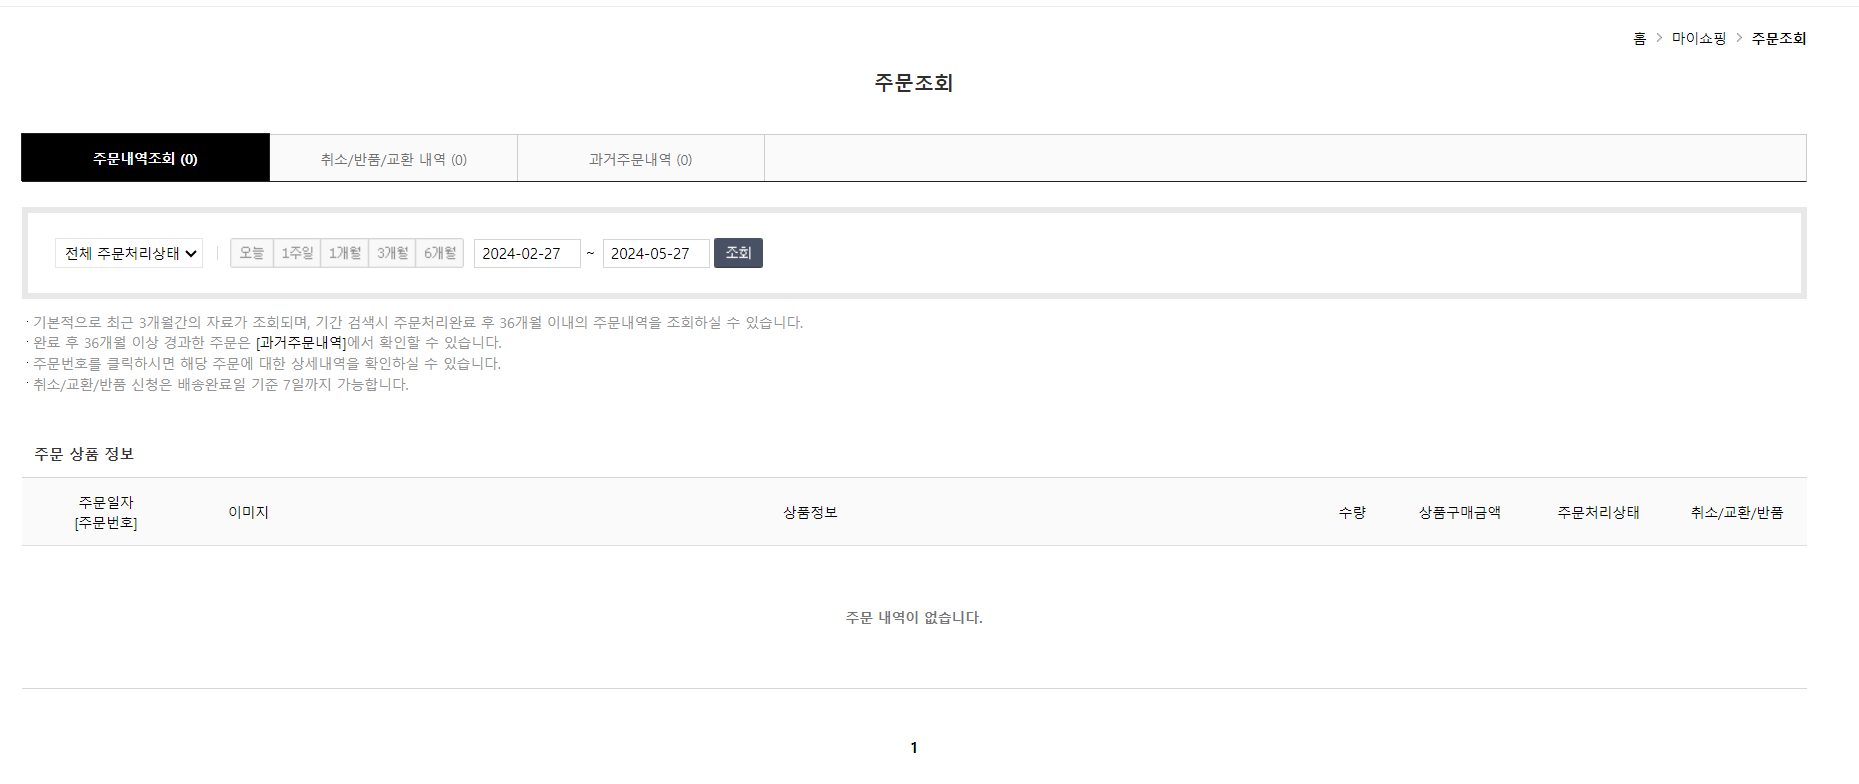 홈 > 마이쇼핑 > 주문조회
주문조회
주문내역조회 (0) 취소/반품/교환 내역 (0) 과거주문내역 (0)
전체 주문처리상태 오늘 1주일 1개월 3개월 6개월 2024-02-27 ~ 2024-05-27 조회
· 기본적으로 최근 3개월간의 자료가 조회되며, 기간 검색시 주문처리완료 후 36개월 이내의 주문내역을 조회하실 수 있습니다.
· 완료 후 36개월 이상 경과한 주문은 [과거주문내역]에서 확인할 수 있습니다.
· 주문번호를 클릭하시면 해당 주문에 대한 상세내역을 확인하실 수 있습니다.
· 취소/교환/반품 신청은 배송완료일 기준 7일까지 가능합니다.
주문 상품 정보
주문일자
[주문번호] 이미지 상품정보 수량 상품구매금액 주문처리상태 취소/교환/반품
주문 내역이 없습니다.
1